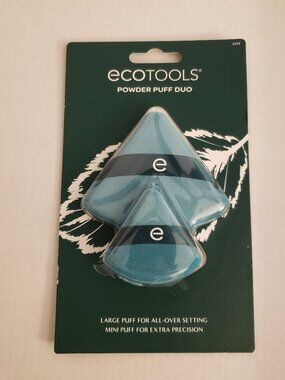 ecoTOOLS®
POWDER PUFF DUO
e
e
LARGE PUFF FOR ALL-OVER SETTING
MINI PUFF FOR EXTRA PRECISION